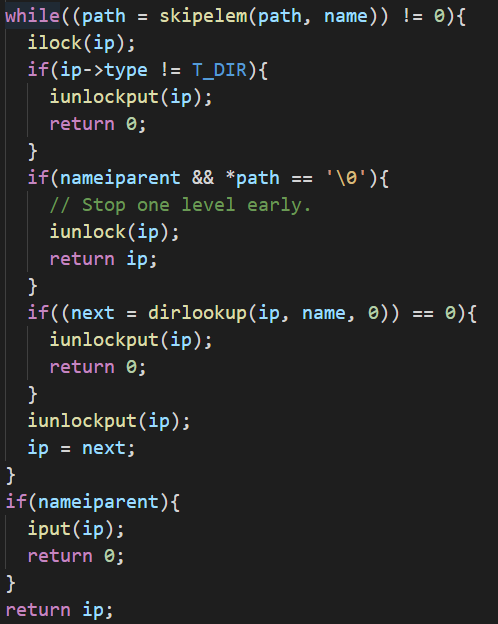 while((path = skipelem(path, name)) != 0){
  ilock(ip);
  if(ip->type != T_DIR){
    iunlockput(ip);
    return 0;
  }
  if(nameiparent && *path == '\0'){
    // Stop one level early.
    iunlock(ip);
    return ip;
  }
  if((next = dirlookup(ip, name, 0)) == 0){
    iunlockput(ip);
    return 0;
  }
  iunlockput(ip);
  ip = next;
}
if(nameiparent){
  iput(ip);
  return 0;
}
return ip;